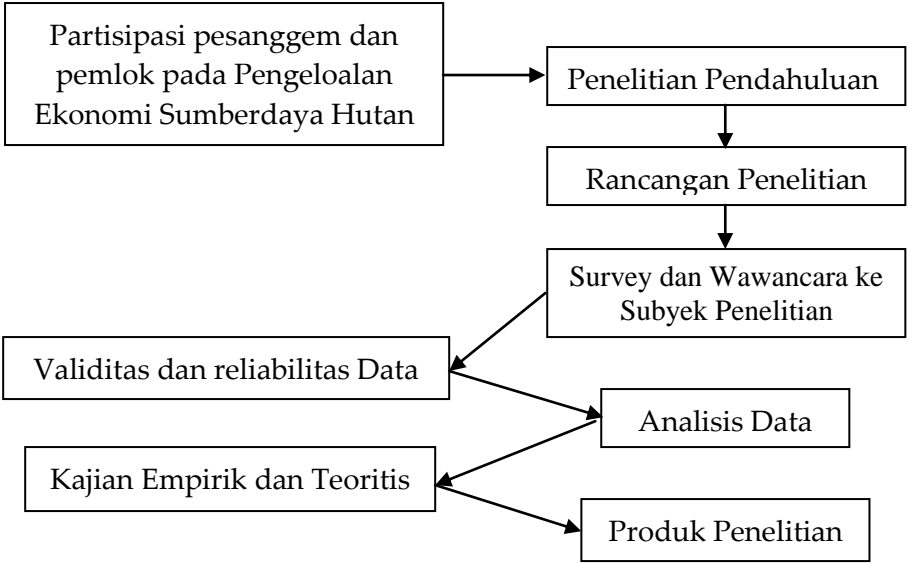 Partisipasi pesanggem dan
pemlok pada Pengeloalan
Ekonomi Sumberdaya Hutan
Penelitian Pendahuluan
Rancangan Penelitian
Survey dan Wawancara ke
Subyek Penelitian
Validitas dan reliabilitas Data
Analisis Data
Kajian Empirik dan Teoritis
Produk Penelitian